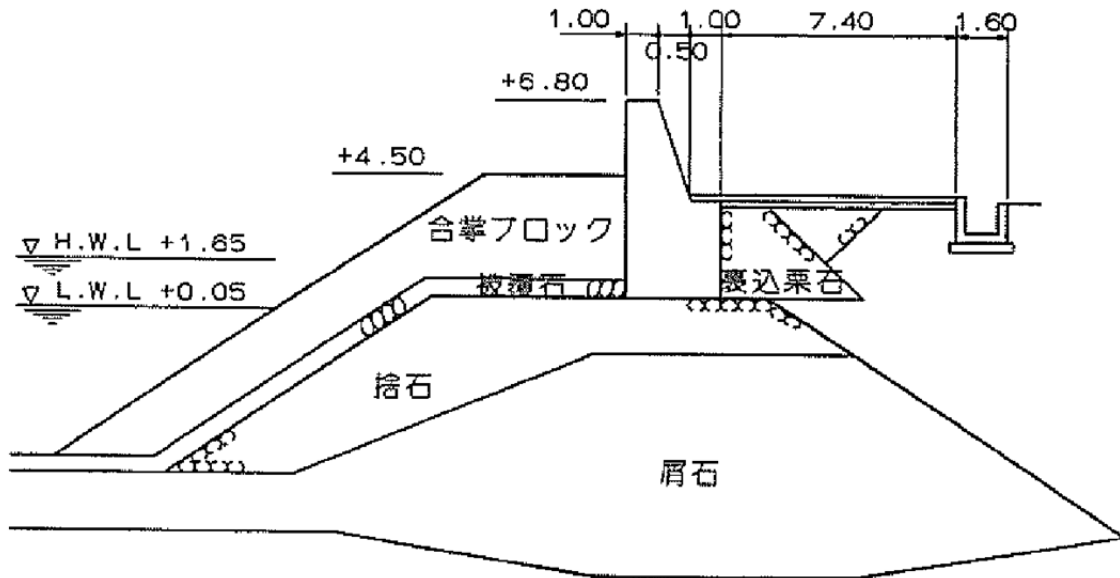 1.00
1.00
7.40
1.60
0.50
+6.80
+4.50
合掌ブロック
▽ H.W.L +1.65
被覆石
裏込栗石
▽ L.W.L +0.05
捨石
屑石